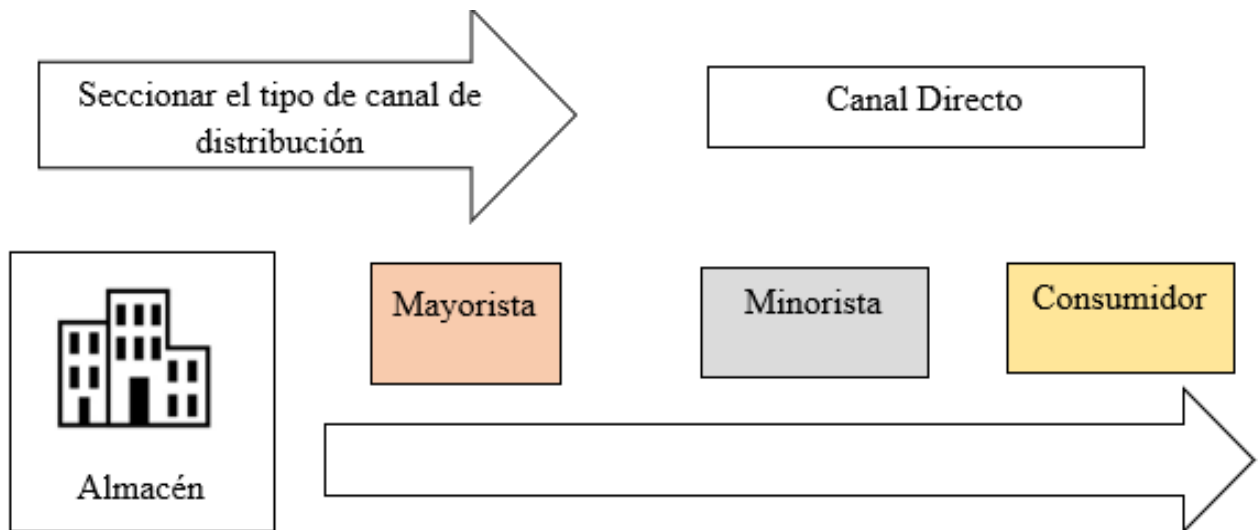 Seccionar el tipo de canal de
distribución
Canal Directo
Mayorista
Minorista
Consumidor
Almacén